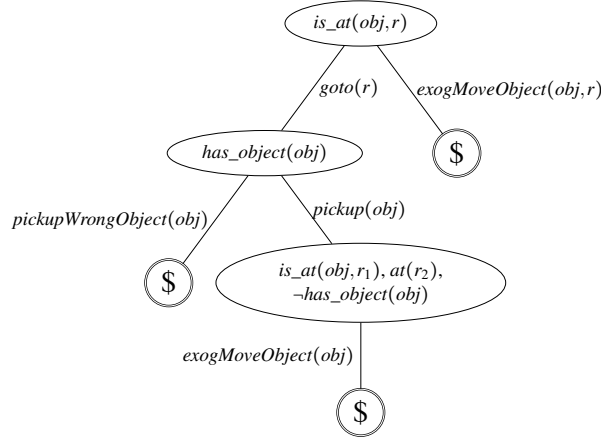 is_at(obj,r)
goto(r)
exogMoveObject(obj,r)
has_object(obj)
$
pickupWrongObject(obj)
pickup(obj)
$
is_at(obj,r₁), at(r₂),
¬has_object(obj)
exogMoveObject(obj)
$